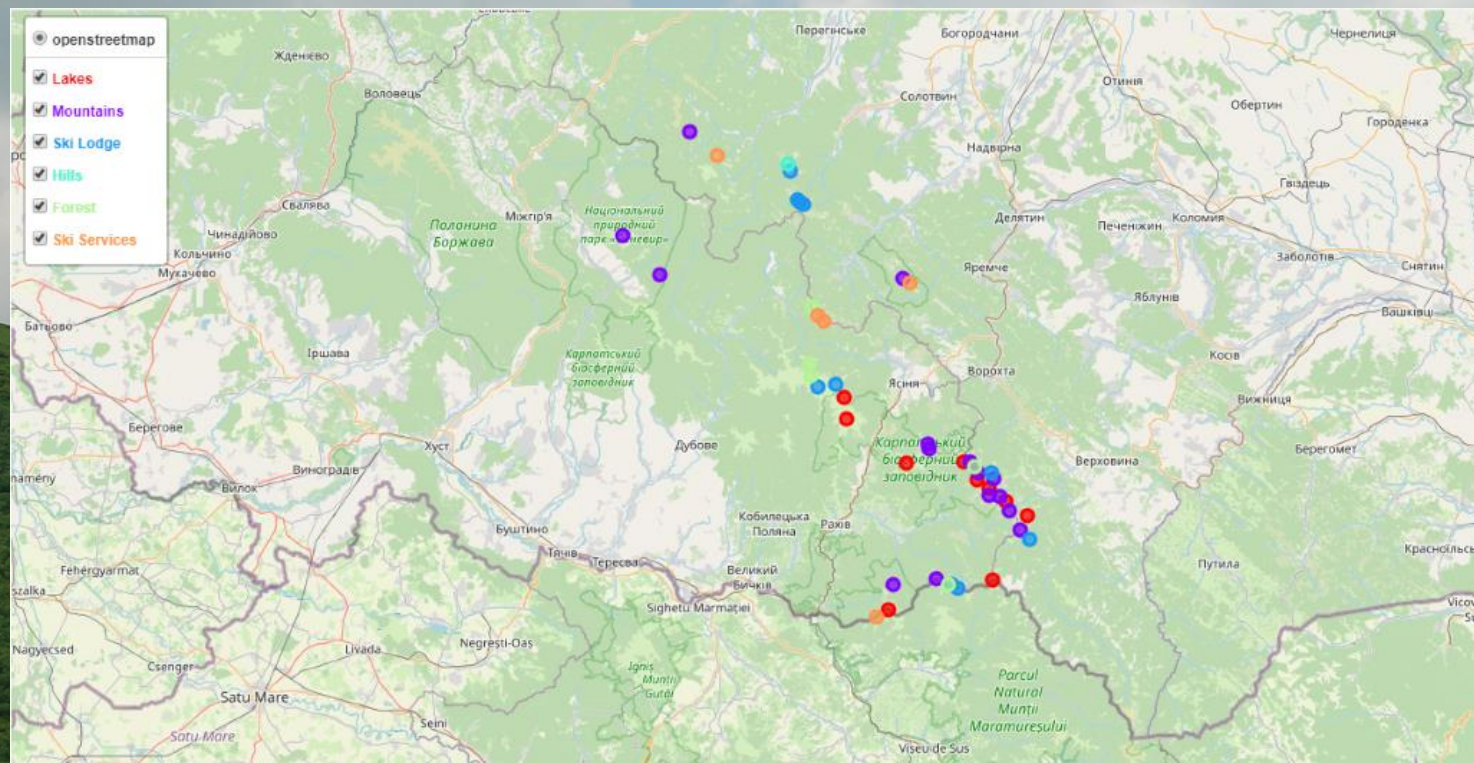 openstreetmap
Lakes
Mountains
Ski Lodge
Hills
Forest
Ski Services
Жденієво
Воловець
Перегінське
Богородчани
Чернелиця
Отинія
Солотвин
Обертин
Городенка
Надвірна
Гвіздець
Свалява
Чинадійово
Кольчино
Мукачево
Полонина
Боржава
Міжгір'я
Національний
природний
Делятин
Коломия
Печеніжин
Заболотів
Снятин
Яремче
Яблунів
Вашківці
Батьово
Іршава
Карпатський
біосферний
заповідник
Ясіня
Ворохта
Косів
Вижниця
Берегове
Хуст
Дубове
Карпатський
біосферний
заповідник
Верховина
Берегомет
Виноградів
Вилок
Буштино
Тячів
Тересва
Кобилецька
Поляна
Рахів
Великий
Бичків
Путила
Fehérgyarmat
Sighetu Marmației
Nagyecsed
Csenger
Livada
Negrești-Oaș
Satu Mare
Ignis
Munții
Gutâi
Parcul
Natural
Munții
Maramureșului
Seini
Satu Mare
Vișeu de Sus